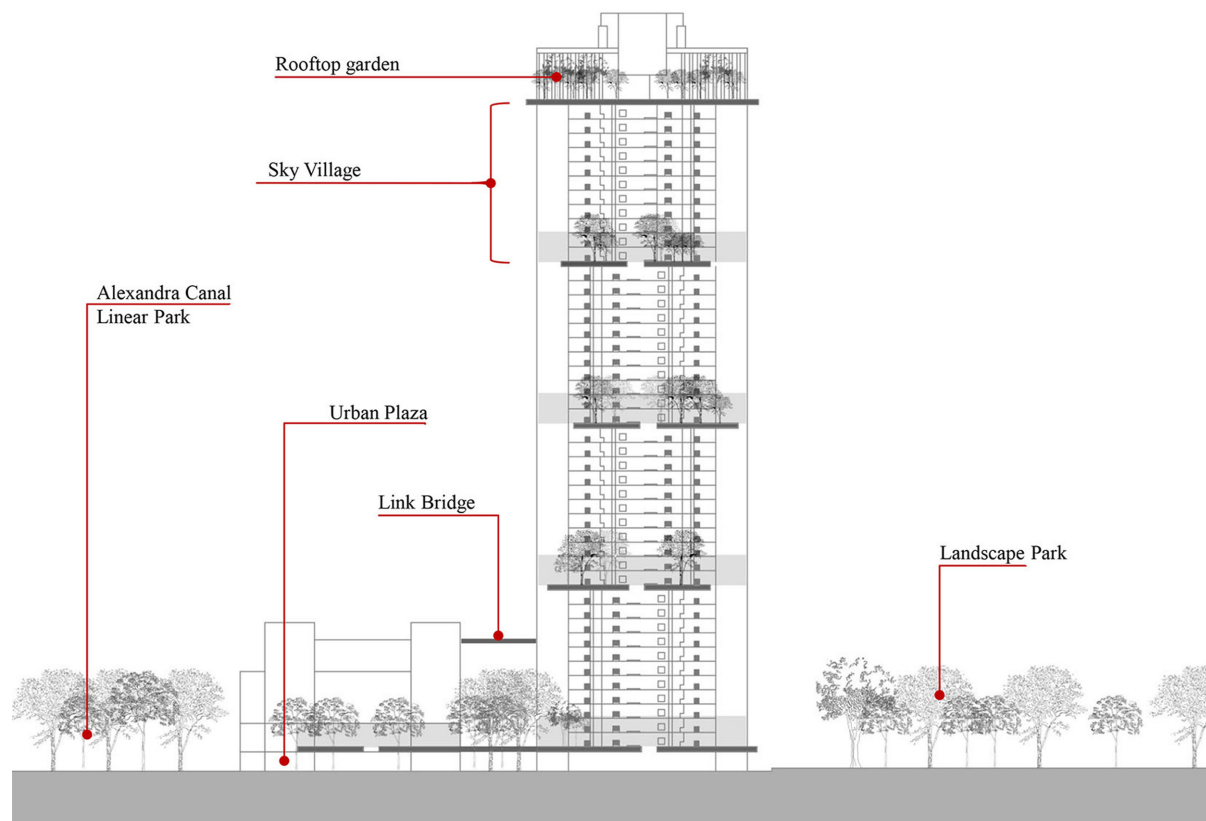 Rooftop garden
Sky Village
Alexandra Canal
Linear Park
Urban Plaza
Link Bridge
Landscape Park